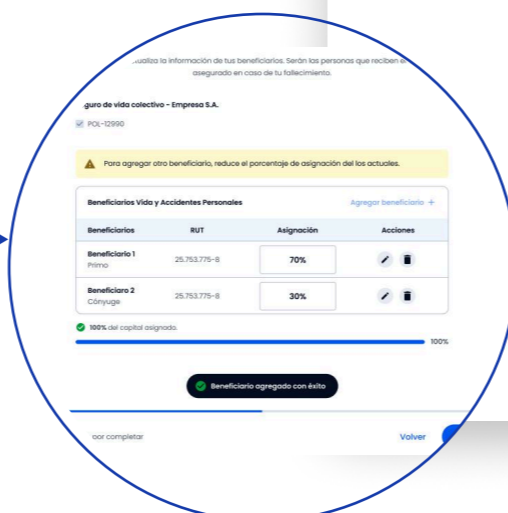 ualiza la información de tus beneficiarios. Serán las personas que reciben el
asegurado en caso de tu fallecimiento.
guro de vida colectivo - Empresa S.A.
POL-12990
Para agregar otro beneficiario, reduce el porcentaje de asignación del los actuales.
Beneficiarios Vida y Accidentes Personales Agregar beneficiario +
Beneficiarios RUT Asignación Acciones
Beneficiario 1 25.753.775-8 70%
Primo
Beneficiaro 2 25.753.775-8 30%
Cónyuge
100% del capital asignado.
100%
Beneficiario agregado con éxito
por completar Volver